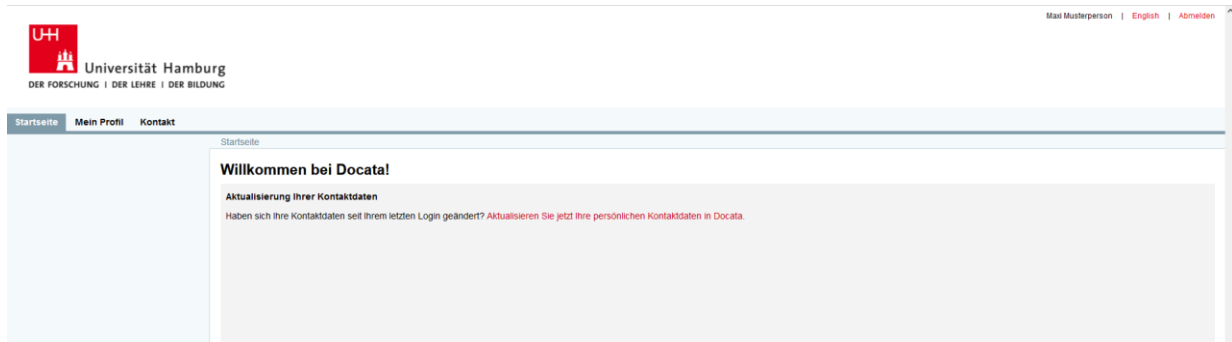 Maxi Musterperson | English | Abmelden
UH
Universität Hamburg
DER FORSCHUNG | DER LEHRE | DER BILDUNG
Startseite Mein Profil Kontakt
Startseite
Willkommen bei Docata!
Aktualisierung Ihrer Kontaktdaten
Haben sich Ihre Kontaktdaten seit Ihrem letzten Login geändert? Aktualisieren Sie jetzt Ihre persönlichen Kontaktdaten in Docata.